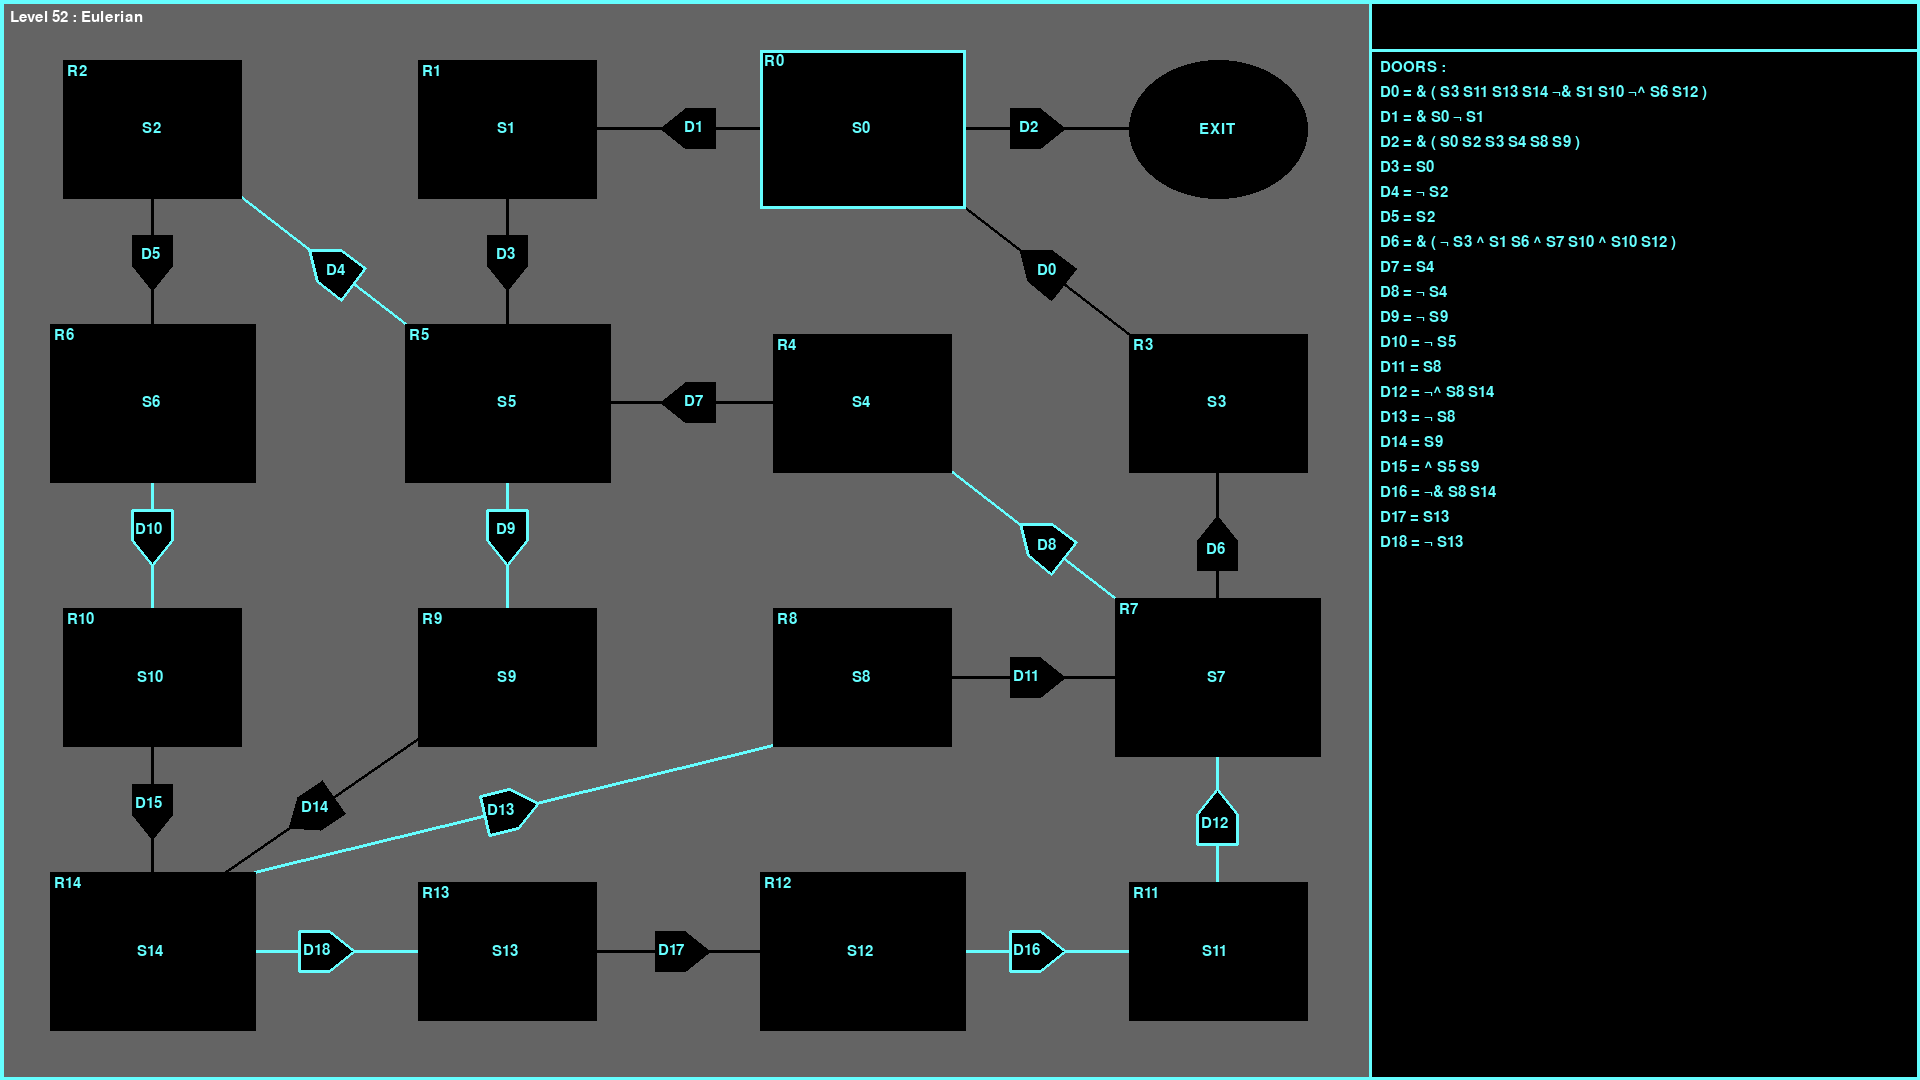 Level 52 : Eulerian
R2
S2
R1
S1
D1
R0
S0
D2
EXIT
D5
D4
D3
D0
R6
S6
R5
S5
D7
R4
S4
R3
S3
D10
D9
D8
D6
R10
S10
R9
S9
R8
S8
D11
R7
S7
D15
D14
D13
D12
R14
S14
D18
R13
S13
D17
R12
S12
D16
R11
S11
DOORS :
D0 = & ( S3 S11 S13 S14 ¬& S1 S10 ¬^ S6 S12 )
D1 = & S0 ¬ S1
D2 = & ( S0 S2 S3 S4 S8 S9 )
D3 = S0
D4 = ¬ S2
D5 = S2
D6 = & ( ¬ S3 ^ S1 S6 ^ S7 S10 ^ S10 S12 )
D7 = S4
D8 = ¬ S4
D9 = ¬ S9
D10 = ¬ S5
D11 = S8
D12 = ¬^ S8 S14
D13 = ¬ S8
D14 = S9
D15 = ^ S5 S9
D16 = ¬& S8 S14
D17 = S13
D18 = ¬ S13